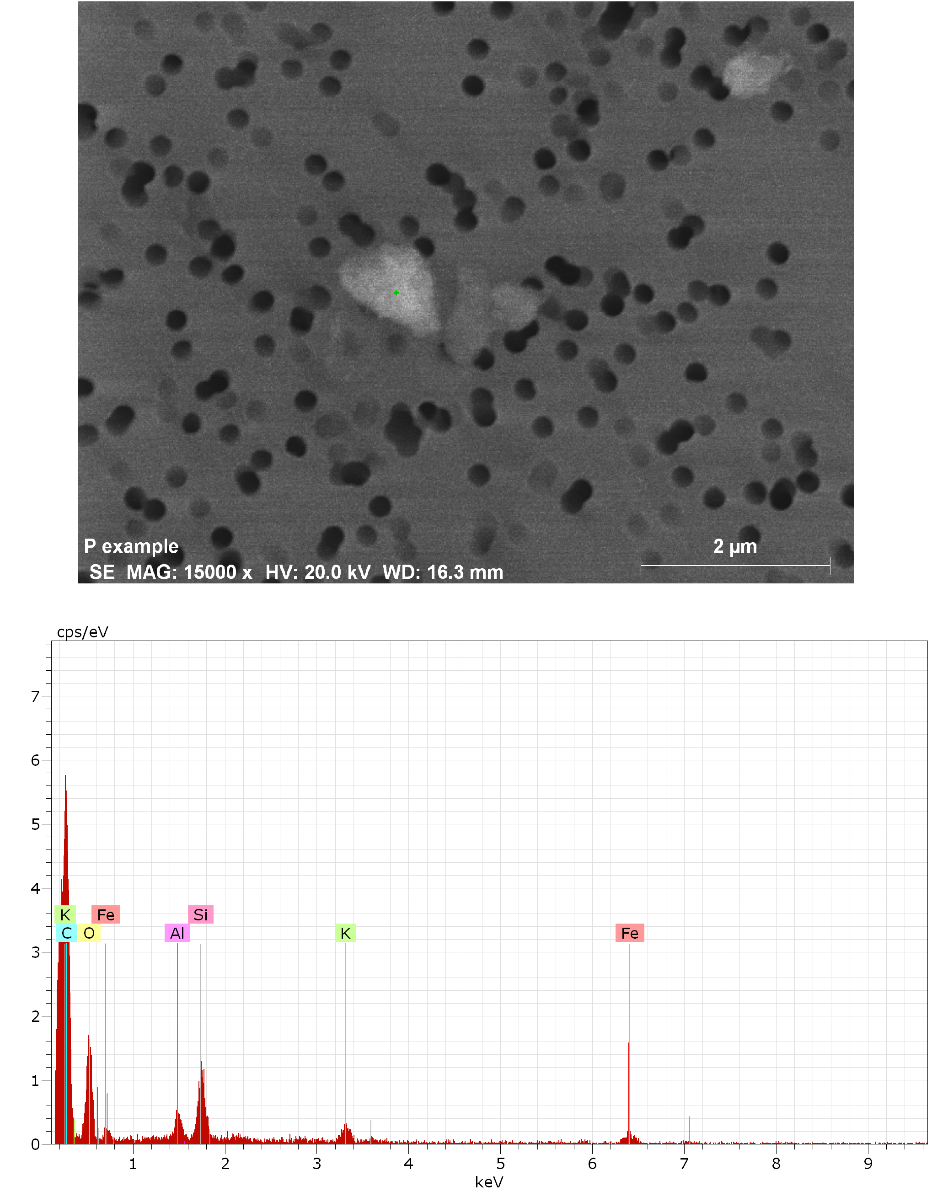 P example
2 µm
SE MAG: 15000 x HV: 20.0 kV WD: 16.3 mm
cps/eV
7
6
5
4
K Fe Si
C O Al K Fe
3
2
1
0
1 2 3 4 5 6 7 8 9
keV